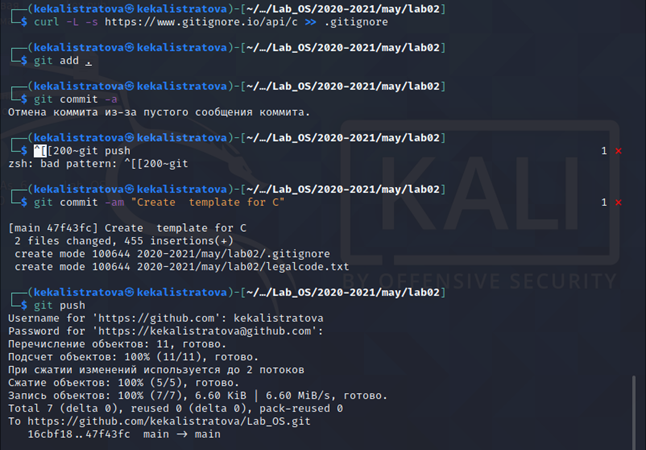 ┌──(kekalistratova㉿kekalistratova)-[~/…/Lab_OS/2020-2021/may/lab02]
└─$ curl -L -s https://www.gitignore.io/api/c >> .gitignore
┌──(kekalistratova㉿kekalistratova)-[~/…/Lab_OS/2020-2021/may/lab02]
└─$ git add .
┌──(kekalistratova㉿kekalistratova)-[~/…/Lab_OS/2020-2021/may/lab02]
└─$ git commit -a
Отмена коммита из-за пустого сообщения коммита.
┌──(kekalistratova㉿kekalistratova)-[~/…/Lab_OS/2020-2021/may/lab02]
└─$ ^[[200~git push 1 ⨯
zsh: bad pattern: ^[[200~git
┌──(kekalistratova㉿kekalistratova)-[~/…/Lab_OS/2020-2021/may/lab02]
└─$ git commit -am "Create  template for C" 1 ⨯
[main 47f43fc] Create  template for C
 2 files changed, 455 insertions(+)
 create mode 100644 2020-2021/may/lab02/.gitignore
 create mode 100644 2020-2021/may/lab02/legalcode.txt
┌──(kekalistratova㉿kekalistratova)-[~/…/Lab_OS/2020-2021/may/lab02]
└─$ git push
Username for 'https://github.com': kekalistratova
Password for 'https://kekalistratova@github.com':
Перечисление объектов: 11, готово.
Подсчет объектов: 100% (11/11), готово.
При сжатии изменений используется до 2 потоков
Сжатие объектов: 100% (5/5), готово.
Запись объектов: 100% (7/7), 6.60 KiB | 6.60 MiB/s, готово.
Total 7 (delta 0), reused 0 (delta 0), pack-reused 0
To https://github.com/kekalistratova/Lab_OS.git
   16cbf18..47f43fc  main -> main
KALI
BY OFFENSIVE SECURITY